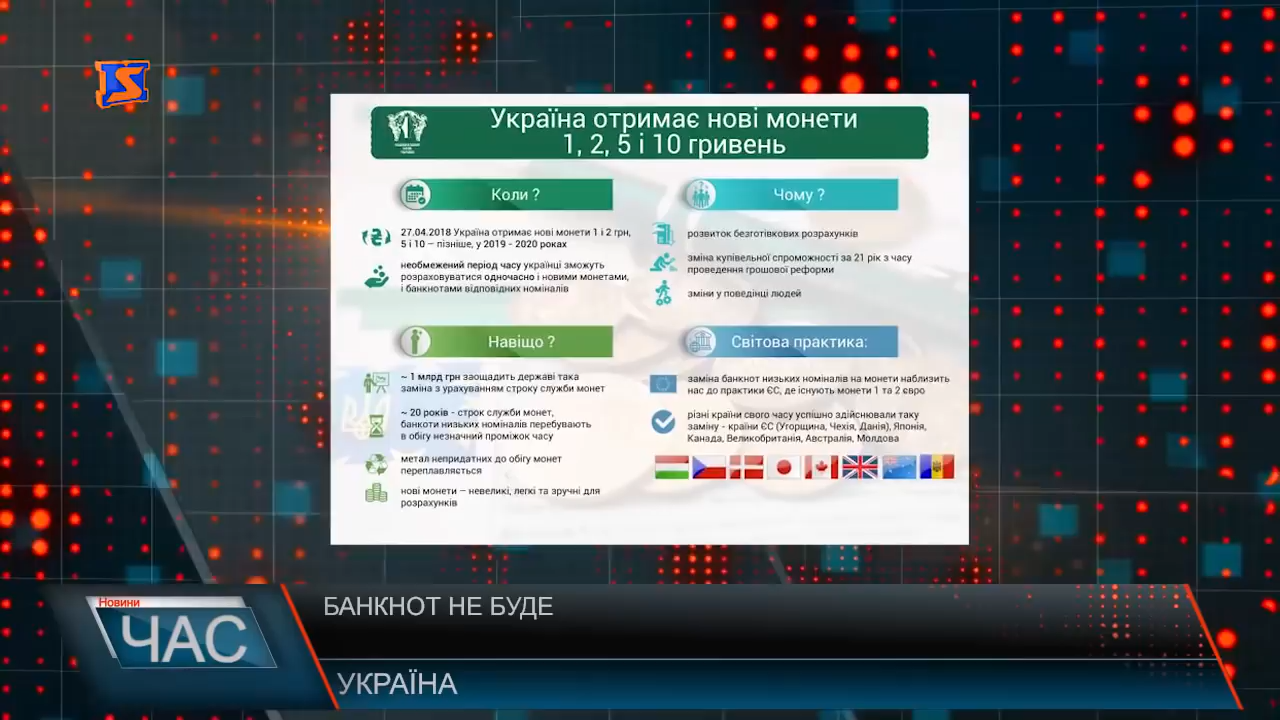 Україна отримає нові монети
1, 2, 5 і 10 гривень
Коли ?
27.04.2018 Україна отримає нові монети 1 і 2 грн,
5 і 10 – пізніше, у 2019 - 2020 роках
необмежений період часу українці зможуть
розраховуватися одночасно і новими монетами,
і банкнотами відповідних номіналів
Чому ?
розвиток безготівкових розрахунків
зміна купівельної спроможності за 21 рік з часу
проведення грошової реформи
зміни у поведінці людей
Навіщо ?
~ 1 млрд грн заощадить державі така
заміна з урахуванням строку служби монет
~ 20 років - строк служби монет,
банкоти низьких номіналів перебувають
в обігу незначний проміжок часу
метал непридатних до обігу монет
переплавляється
нові монети – невеликі, легкі та зручні для
розрахунків
Світова практика:
заміна банкнот низьких номіналів на монети наблизить
нас до практики ЄС, де існують монети 1 та 2 євро
різні країни свого часу успішно здійснювали таку
заміну - країни ЄС (Угорщина, Чехія, Данія), Японія,
Канада, Великобританія, Австралія, Молдова
Новини
ЧАС
БАНКНОТ НЕ БУДЕ
УКРАЇНА